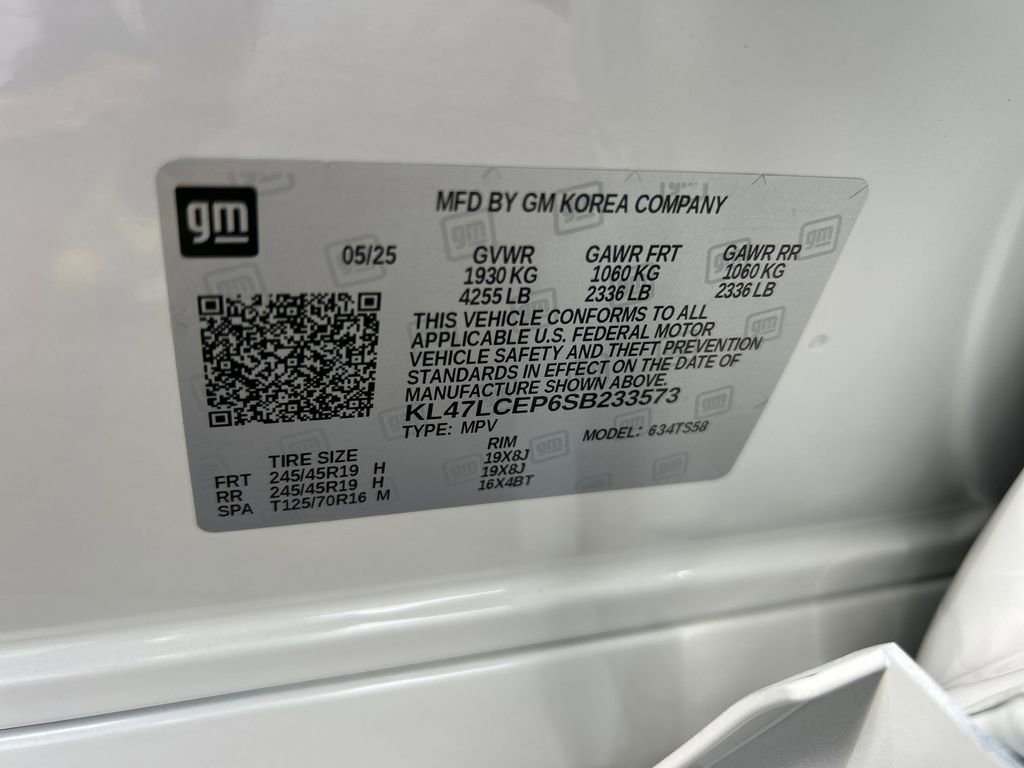 gm
MFD BY GM KOREA COMPANY
05/25 GVWR GAWR FRT GAWR RR
1930 KG 1060 KG 1060 KG
4255 LB 2336 LB 2336 LB
THIS VEHICLE CONFORMS TO ALL
APPLICABLE U.S. FEDERAL MOTOR
VEHICLE SAFETY AND THEFT PREVENTION
STANDARDS IN EFFECT ON THE DATE OF
MANUFACTURE SHOWN ABOVE.
KL47LCEP6SB233573
TYPE: MPV MODEL: 634TS58
TIRE SIZE RIM
FRT 245/45R19 H 19X8J
RR 245/45R19 H 19X8J
SPA T125/70R16 M 16X4BT